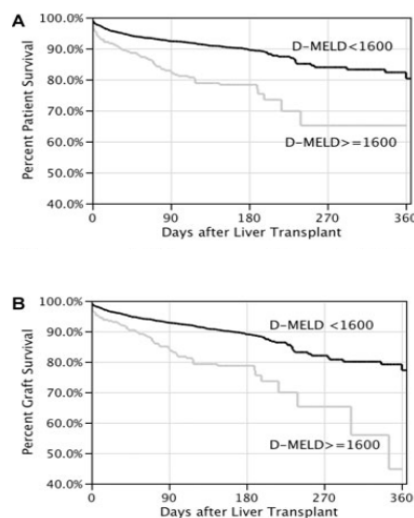 A
100.0%
90.0%
80.0%
70.0%
60.0%
50.0%
40.0%
Percent Patient Survival
D-MELD<1600
D-MELD>=1600
0 90 180 270 360
Days after Liver Transplant
B
100.0%
90.0%
80.0%
70.0%
60.0%
50.0%
40.0%
Percent Graft Survival
D-MELD <1600
D-MELD>=1600
0 90 180 270 360
Days after Liver Transplant